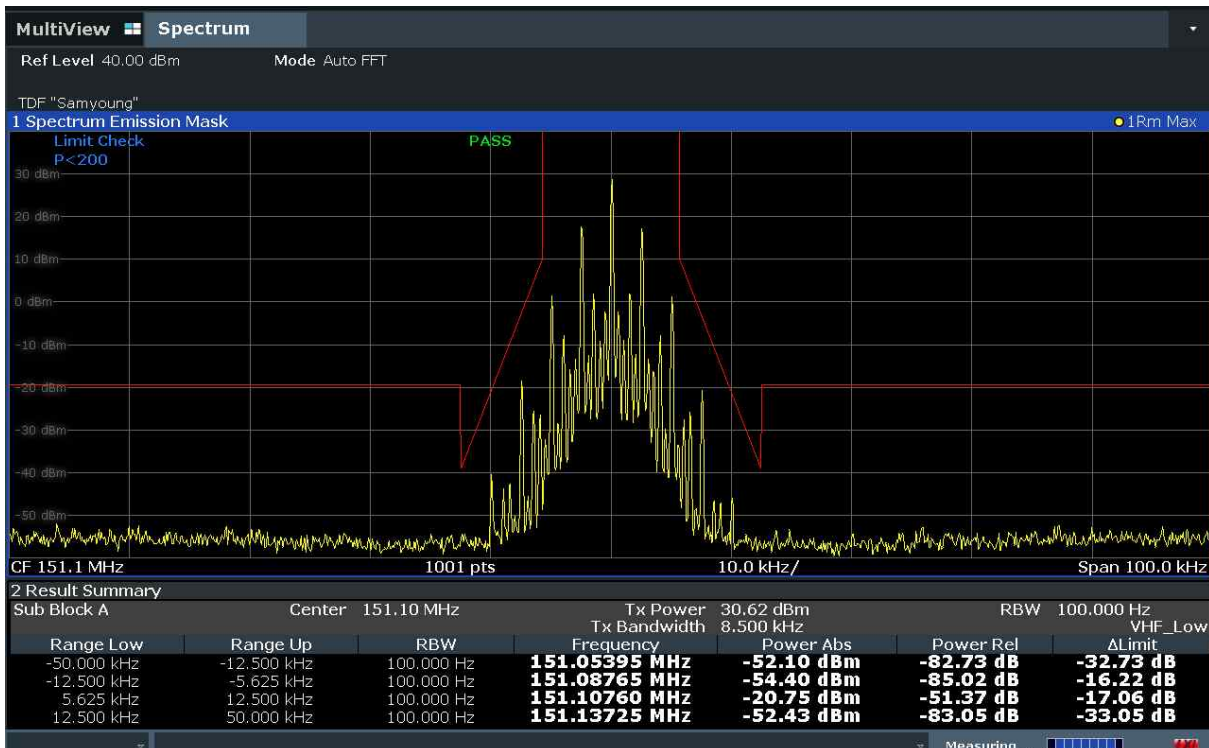 MultiView Spectrum
Ref Level 40.00 dBm Mode Auto FFT
TDF "Samyoung"
1 Spectrum Emission Mask 1Rm Max
Limit Check PASS
P<200
30 dBm
20 dBm
10 dBm
0 dBm
-10 dBm
-20 dBm
-30 dBm
-40 dBm
-50 dBm
CF 151.1 MHz 1001 pts 10.0 kHz/ Span 100.0 kHz
2 Result Summary
Sub Block A Center 151.10 MHz Tx Power 30.62 dBm RBW 100.000 Hz
Tx Bandwidth 8.500 kHz VHF_Low
Range Low Range Up RBW Frequency Power Abs Power Rel ΔLimit
-50.000 kHz -12.500 kHz 100.000 Hz 151.05395 MHz -52.10 dBm -82.73 dB -32.73 dB
-12.500 kHz -5.625 kHz 100.000 Hz 151.08765 MHz -54.40 dBm -85.02 dB -16.22 dB
5.625 kHz 12.500 kHz 100.000 Hz 151.10760 MHz -20.75 dBm -51.37 dB -17.06 dB
12.500 kHz 50.000 kHz 100.000 Hz 151.13725 MHz -52.43 dBm -83.05 dB -33.05 dB
Measuring